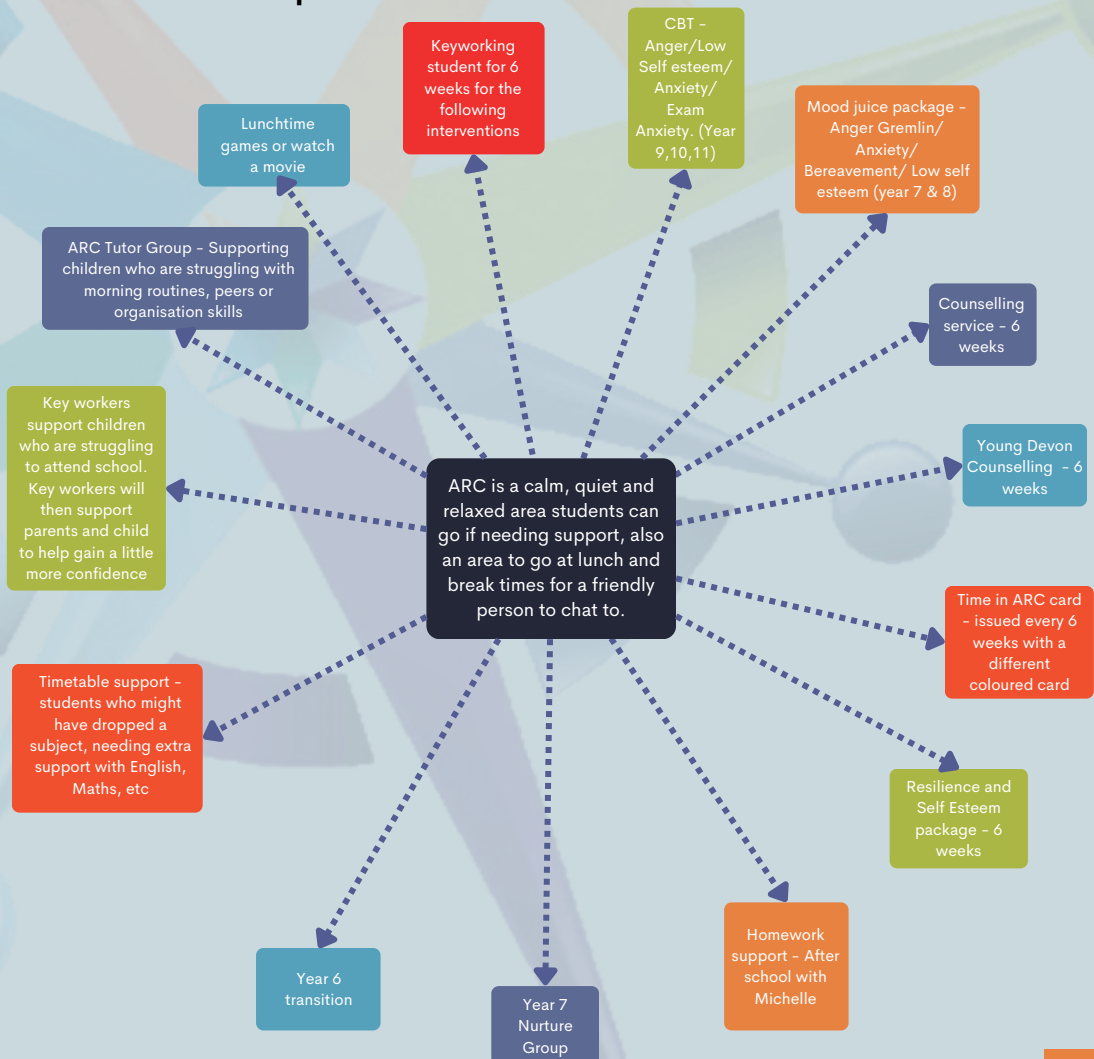 Keyworking
student for 6
weeks for the
following
interventions
CBT -
Anger/Low
Self esteem/
Anxiety/
Exam
Anxiety. (Year
9,10,11)
Mood juice package -
Anger Gremlin/
Anxiety/
Bereavement/ Low self
esteem (year 7 & 8)
Lunchtime
games or watch
a movie
ARC Tutor Group - Supporting
children who are struggling with
morning routines, peers or
organisation skills
Counselling
service - 6
weeks
Key workers
support children
who are struggling
to attend school.
Key workers will
then support
parents and child
to help gain a little
more confidence
ARC is a calm, quiet and
relaxed area students can
go if needing support, also
an area to go at lunch and
break times for a friendly
person to chat to.
Young Devon
Counselling - 6
weeks
Time in ARC card
- issued every 6
weeks with a
different
coloured card
Timetable support -
students who might
have dropped a
subject, needing extra
support with English,
Maths, etc
Resilience and
Self Esteem
package - 6
weeks
Homework
support - After
school with
Michelle
Year 6
transition
Year 7
Nurture
Group